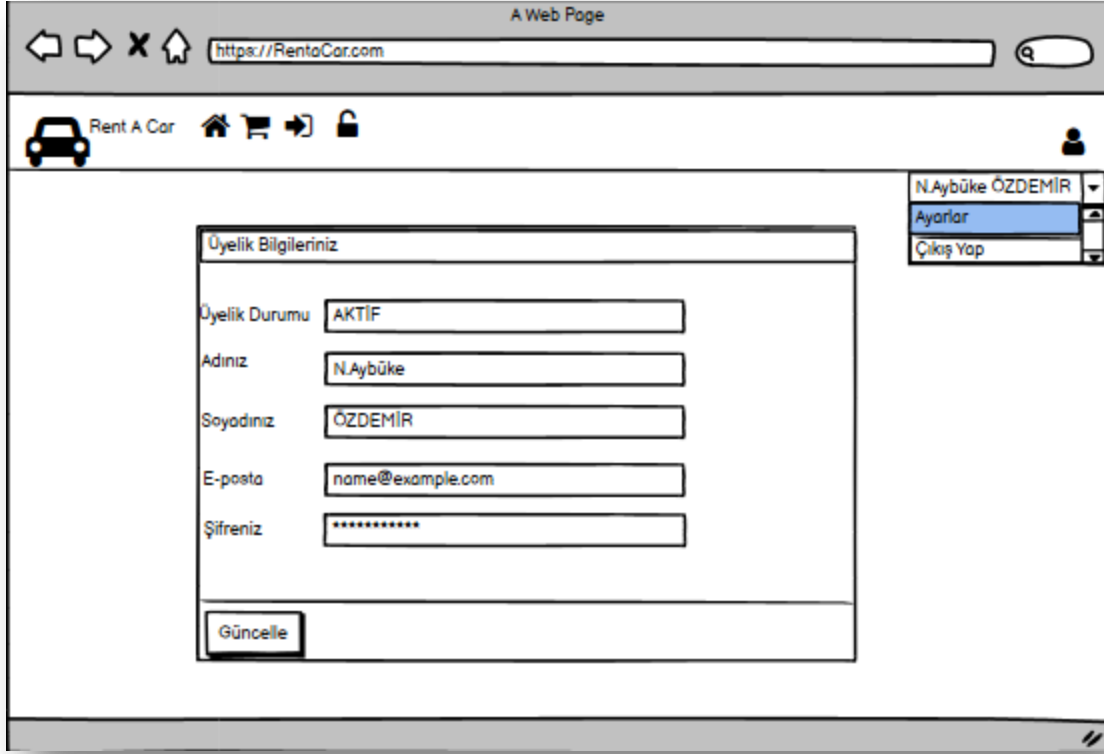 A Web Page
https://RentaCar.com
Rent A Car
N.Aybüke ÖZDEMİR
Ayarlar
Çıkış Yap
Üyelik Bilgileriniz
Üyelik Durumu AKTİF
Adınız N.Aybüke
Soyadınız ÖZDEMİR
E-posta name@example.com
Şifreniz ***********
Güncelle